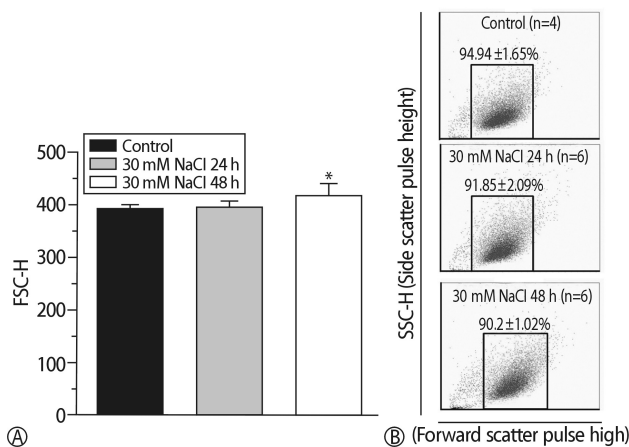 Control
30 mM NaCl 24 h
30 mM NaCl 48 h
500
400
300
200
100
0
FSC-H
*
Ⓐ
Control (n=4)
94.94 ±1.65%
30 mM NaCl 24 h (n=6)
91.85±2.09%
30 mM NaCl 48 h (n=6)
90.2±1.02%
SSC-H (Side scatter pulse height)
Ⓑ (Forward scatter pulse high)